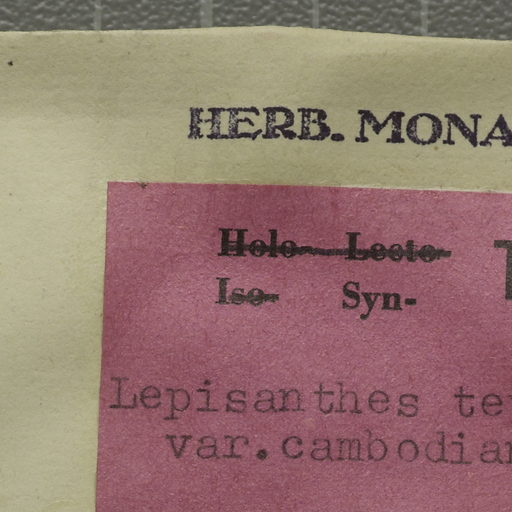 HERB. MONA
Holo- Lecto-
Iso- Syn-
Lepisanthes te
var.cambodian